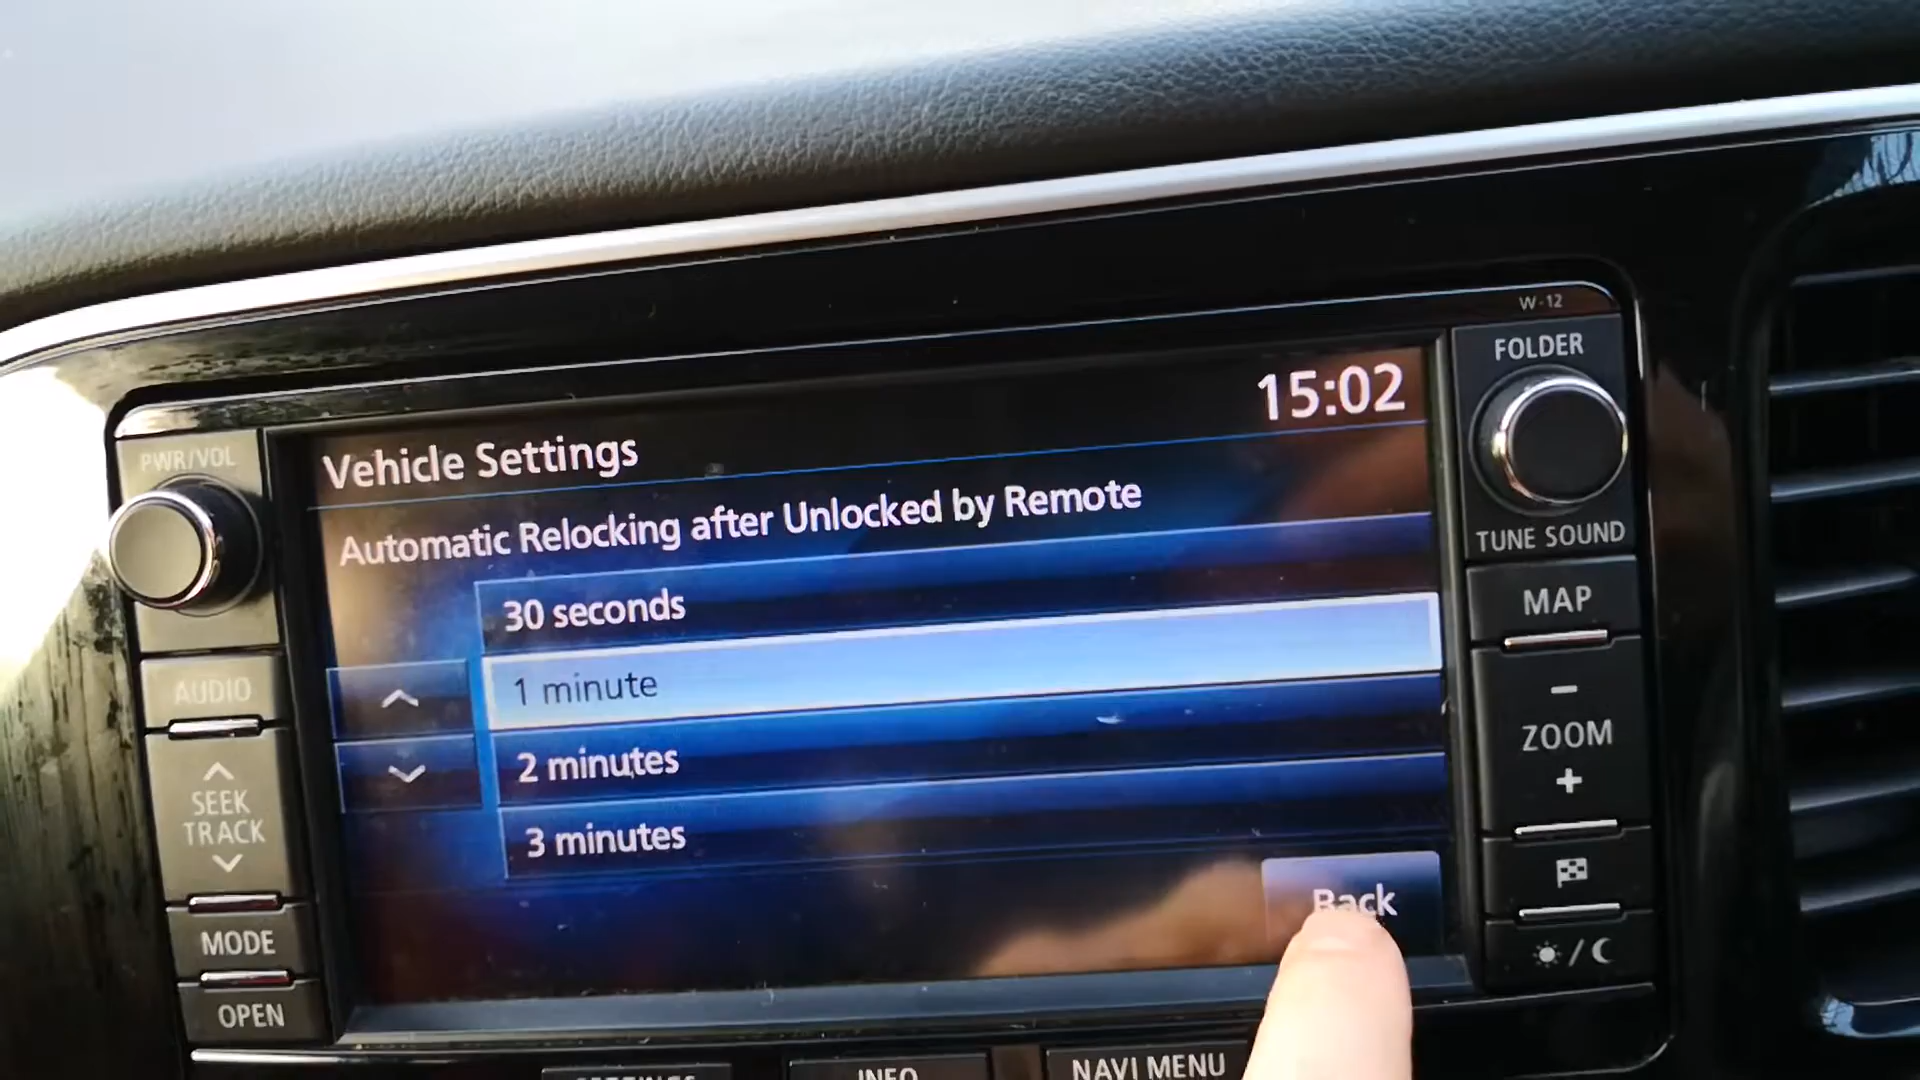 W-12
FOLDER
15:02
PWR/VOL
Vehicle Settings
Automatic Relocking after Unlocked by Remote
TUNE SOUND
30 seconds
MAP
AUDIO
1 minute
ZOOM
2 minutes
SEEK
TRACK
3 minutes
Back
MODE
OPEN
SETTINGS
INFO
NAVI MENU